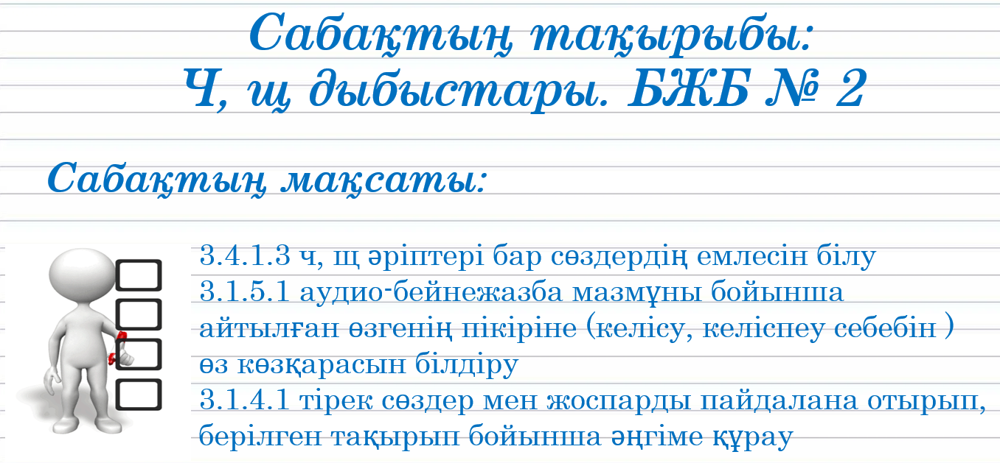 Сабақтың тақырыбы:
Ч, щ дыбыстары. БЖБ № 2
Сабақтың мақсаты:
3.4.1.3 ч, щ әріптері бар сөздердің емлесін білу
3.1.5.1 аудио-бейнежазба мазмұны бойынша
айтылған өзгенің пікіріне (келісу, келіспеу себебін )
өз көзқарасын білдіру
3.1.4.1 тірек сөздер мен жоспарды пайдалана отырып,
берілген тақырып бойынша әңгіме құрау